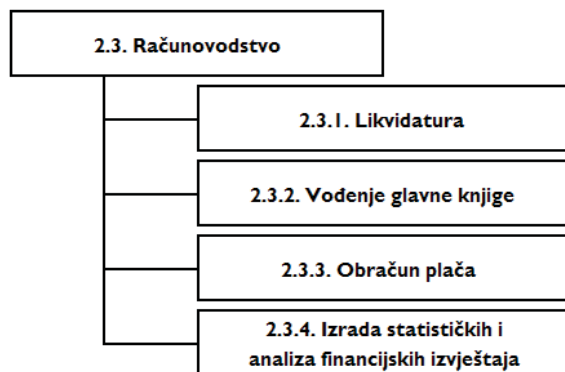 2.3. Računovodstvo
2.3.1. Likvidatura
2.3.2. Vođenje glavne knjige
2.3.3. Obračun plača
2.3.4. Izrada statističkih i
analiza financijskih izvještaja